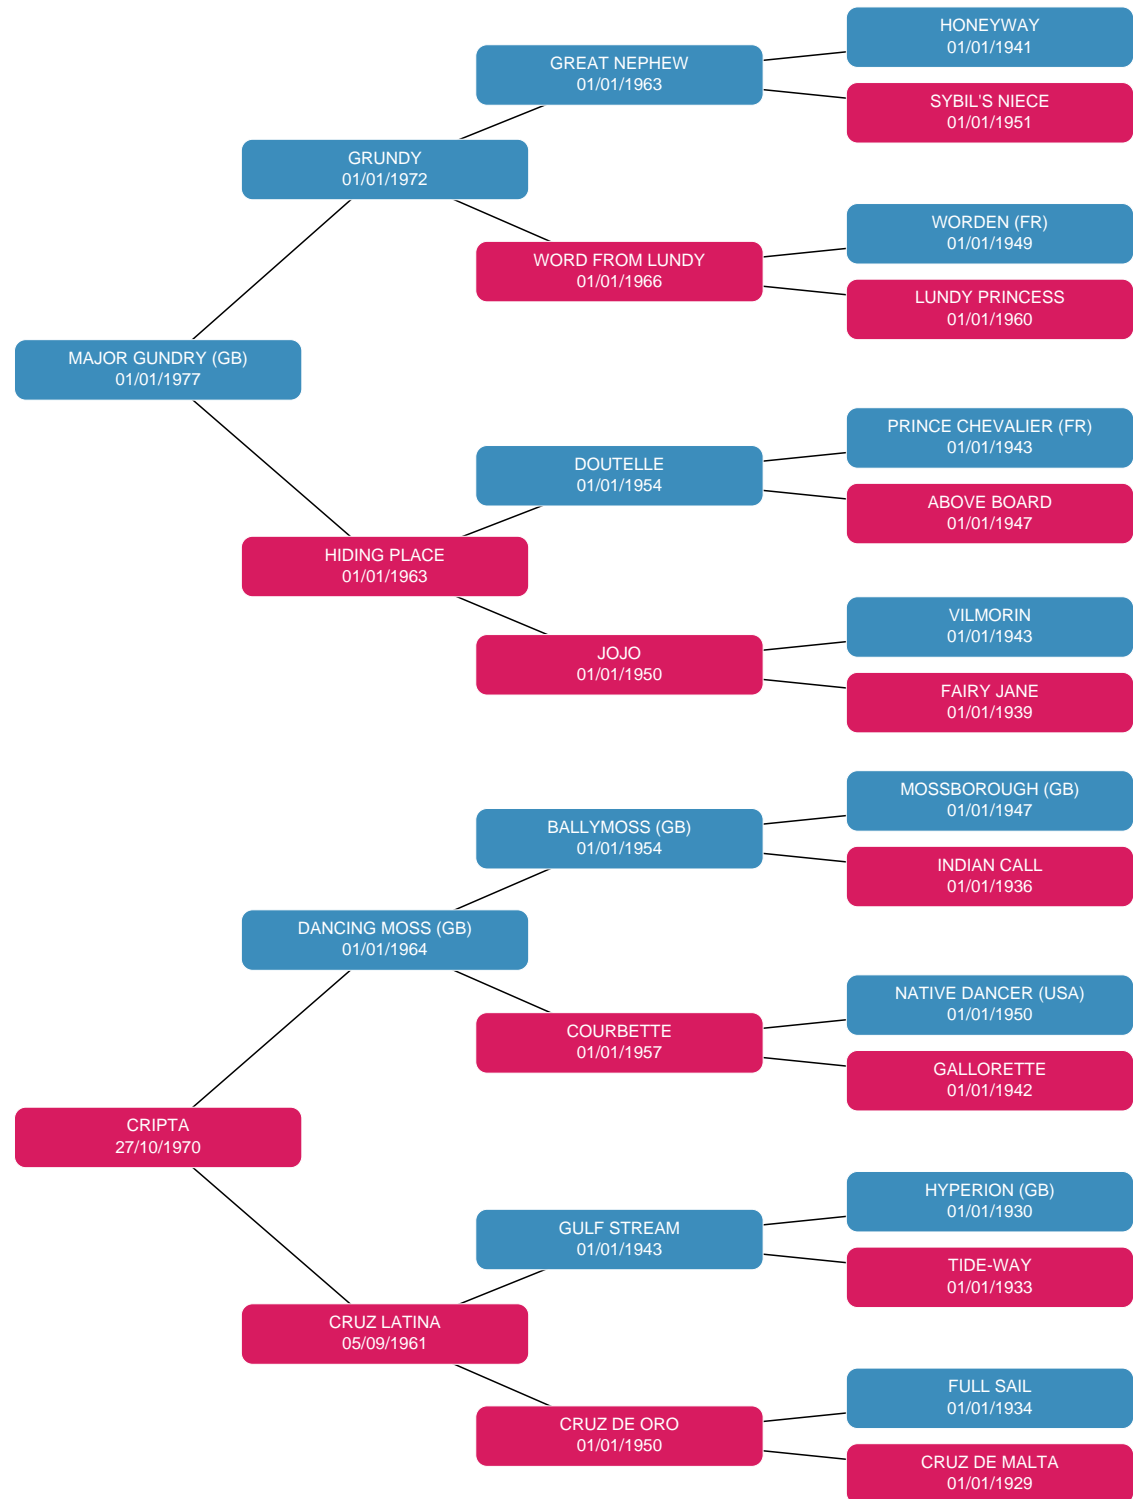 HONEYWAY
01/01/1941
GREAT NEPHEW
01/01/1963
SYBIL'S NIECE
01/01/1951
GRUNDY
01/01/1972
WORDEN (FR)
01/01/1949
WORD FROM LUNDY
01/01/1966
LUNDY PRINCESS
01/01/1960
MAJOR GUNDRY (GB)
01/01/1977
PRINCE CHEVALIER (FR)
01/01/1943
DOUTELLE
01/01/1954
ABOVE BOARD
01/01/1947
HIDING PLACE
01/01/1963
VILMORIN
01/01/1943
JOJO
01/01/1950
FAIRY JANE
01/01/1939
MOSSBOROUGH (GB)
01/01/1947
BALLYMOSS (GB)
01/01/1954
INDIAN CALL
01/01/1936
DANCING MOSS (GB)
01/01/1964
NATIVE DANCER (USA)
01/01/1950
COURBETTE
01/01/1957
GALLORETTE
01/01/1942
CRIPTA
27/10/1970
HYPERION (GB)
01/01/1930
GULF STREAM
01/01/1943
TIDE-WAY
01/01/1933
CRUZ LATINA
05/09/1961
FULL SAIL
01/01/1934
CRUZ DE ORO
01/01/1950
CRUZ DE MALTA
01/01/1929